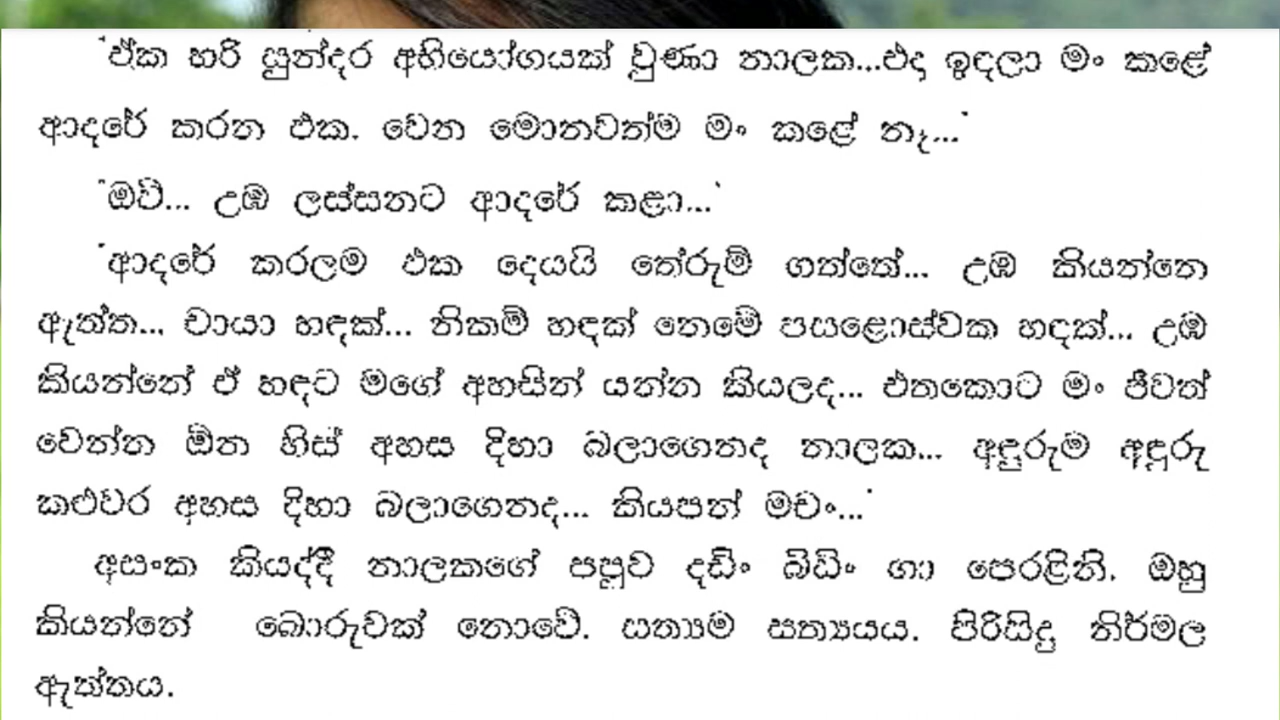 'ඒක හරි සුන්දර අභියෝගයක් වුණා නාලක...එදා ඉඳලා මං කළේ
ආදරේ කරන එක. වෙන මොනවත්ම මං කළේ නෑ...'
'ඔව්... උඹ ලස්සනට ආදරේ කළා...'
'ආදරේ කරලම එක දෙයයි තේරුම් ගත්තේ... උඹ කියන්නෙ
ඇත්ත... චායා හඳක්... නිකම් හඳක් නෙමේ පසළොස්වක හඳක්... උඹ
කියන්නේ ඒ හඳට මගේ අහසින් යන්න කියලද... එතකොට මං ජීවත්
වෙන්න ඕන හිස් අහස දිහා බලාගෙනද නාලක... අඳුරුම අඳුරු
කළුවර අහස දිහා බලාගෙනද... කියපන් මචං...'
අසංක කියද්දී නාලකගේ පපුව දඩිං බිඩිං ගා පෙරළිනි. ඔහු
කියන්නේ බොරුවක් නොවේ. සත්‍යම සත්‍යයය. පිරිසිදු නිර්මල
ඇත්තය.